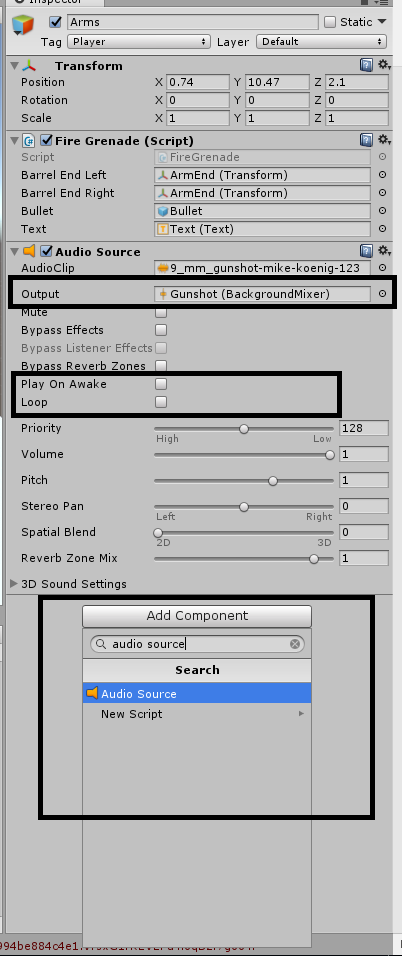 Inspector
Arms
Static
Tag Player Layer Default
Transform
Position X 0.74 Y 10.47 Z 2.1
Rotation X 0 Y 0 Z 0
Scale X 1 Y 1 Z 1
Fire Grenade (Script)
Script FireGrenade
Barrel End Left ArmEnd (Transform)
Barrel End Right ArmEnd (Transform)
Bullet Bullet
Text Text (Text)
Audio Source
AudioClip 9_mm_gunshot-mike-koenig-123
Output Gunshot (BackgroundMixer)
Mute
Bypass Effects
Bypass Listener Effects
Bypass Reverb Zones
Play On Awake
Loop
Priority 128
High Low
Volume 1
Pitch 1
Stereo Pan 0
Left Right
Spatial Blend 0
2D 3D
Reverb Zone Mix 1
3D Sound Settings
Add Component
audio source
Search
Audio Source
New Script